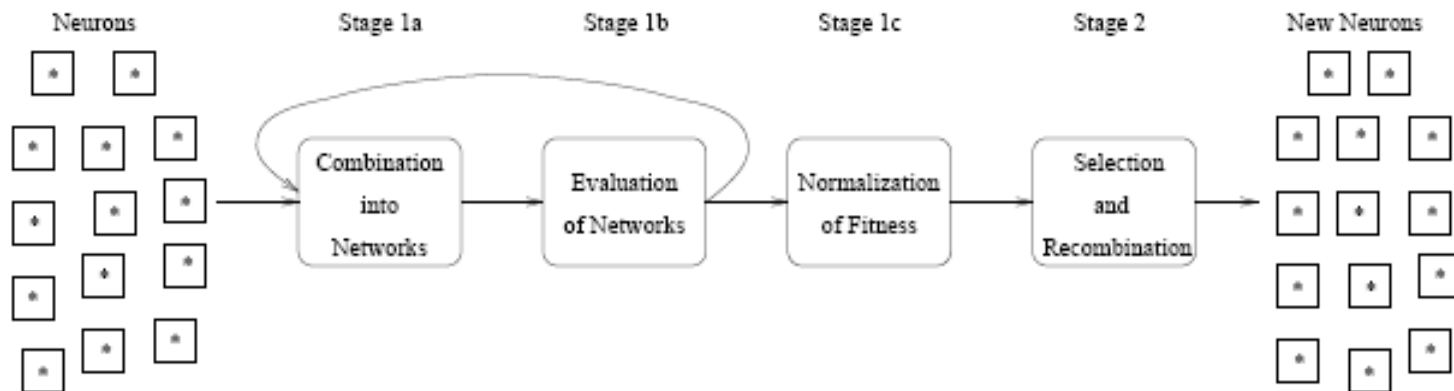 Neurons
Stage 1a
Stage 1b
Stage 1c
Stage 2
New Neurons
Combination
into
Networks
Evaluation
of Networks
Normalization
of Fitness
Selection
and
Recombination